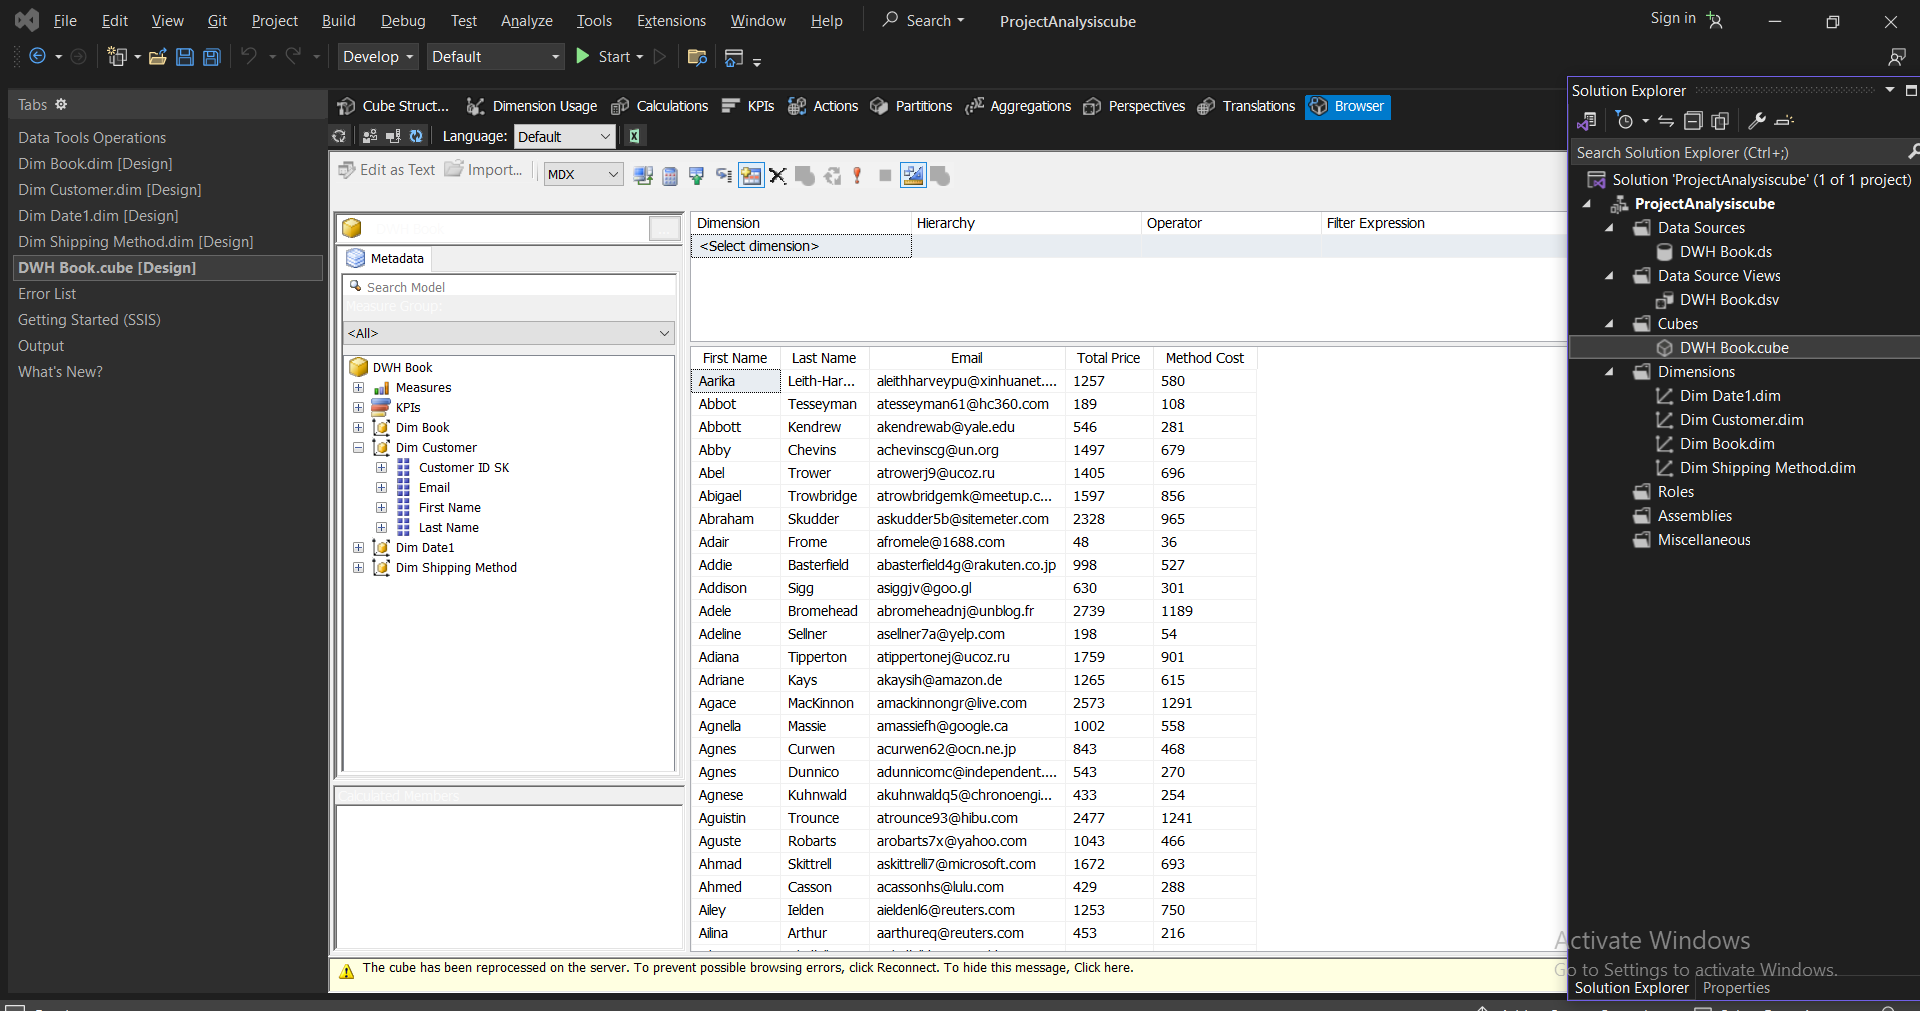 File Edit View Git Project Build Debug Test Analyze Tools Extensions Window Help Search ProjectAnalysiscube Sign in
Develop Default Start
Tabs
Data Tools Operations
Dim Book.dim [Design]
Dim Customer.dim [Design]
Dim Date1.dim [Design]
Dim Shipping Method.dim [Design]
DWH Book.cube [Design]
Error List
Getting Started (SSIS)
Output
What's New?
Cube Struct... Dimension Usage Calculations KPIs Actions Partitions Aggregations Perspectives Translations Browser
Language: Default
Edit as Text Import... MDX
Metadata
Search Model
Measure Group:
<All>
DWH Book
Measures
KPIs
Dim Book
Dim Customer
Customer ID SK
Email
First Name
Last Name
Dim Date1
Dim Shipping Method
Calculated Members
Dimension Hierarchy Operator Filter Expression
<Select dimension>
First Name Last Name Email Total Price Method Cost
Aarika Leith-Har... aleithharveypu@xinhuanet.... 1257 580
Abbot Tesseyman atesseyman61@hc360.com 189 108
Abbott Kendrew akendrewab@yale.edu 546 281
Abby Chevins achevinscg@un.org 1497 679
Abel Trower atrowerj9@ucoz.ru 1405 696
Abigael Trowbridge atrowbridgemk@meetup.c... 1597 856
Abraham Skudder askudder5b@sitemeter.com 2328 965
Adair Frome afromele@1688.com 48 36
Addie Basterfield abasterfield4g@rakuten.co.jp 998 527
Addison Sigg asiggjv@goo.gl 630 301
Adele Bromehead abromeheadnj@unblog.fr 2739 1189
Adeline Sellner asellner7a@yelp.com 198 54
Adiana Tipperton atippertonej@ucoz.ru 1759 901
Adriane Kays akaysih@amazon.de 1265 615
Agace MacKinnon amackinnongr@live.com 2573 1291
Agnella Massie amassiefh@google.ca 1002 558
Agnes Curwen acurwen62@ocn.ne.jp 843 468
Agnes Dunnico adunnicomc@independent.... 543 270
Agnese Kuhnwald akuhnwaldq5@chronoengi... 433 254
Aguistin Trounce atrounce93@hibu.com 2477 1241
Aguste Robarts arobarts7x@yahoo.com 1043 466
Ahmad Skittrell askittrelli7@microsoft.com 1672 693
Ahmed Casson acassonhs@lulu.com 429 288
Ailey Ielden aieldenl6@reuters.com 1253 750
Ailina Arthur aarthureq@reuters.com 453 216
The cube has been reprocessed on the server. To prevent possible browsing errors, click Reconnect. To hide this message, Click here.
Solution Explorer
Search Solution Explorer (Ctrl+;)
Solution 'ProjectAnalysiscube' (1 of 1 project)
ProjectAnalysiscube
Data Sources
DWH Book.ds
Data Source Views
DWH Book.dsv
Cubes
DWH Book.cube
Dimensions
Dim Date1.dim
Dim Customer.dim
Dim Book.dim
Dim Shipping Method.dim
Roles
Assemblies
Miscellaneous
Activate Windows
Go to Settings to activate Windows.
Solution Explorer Properties